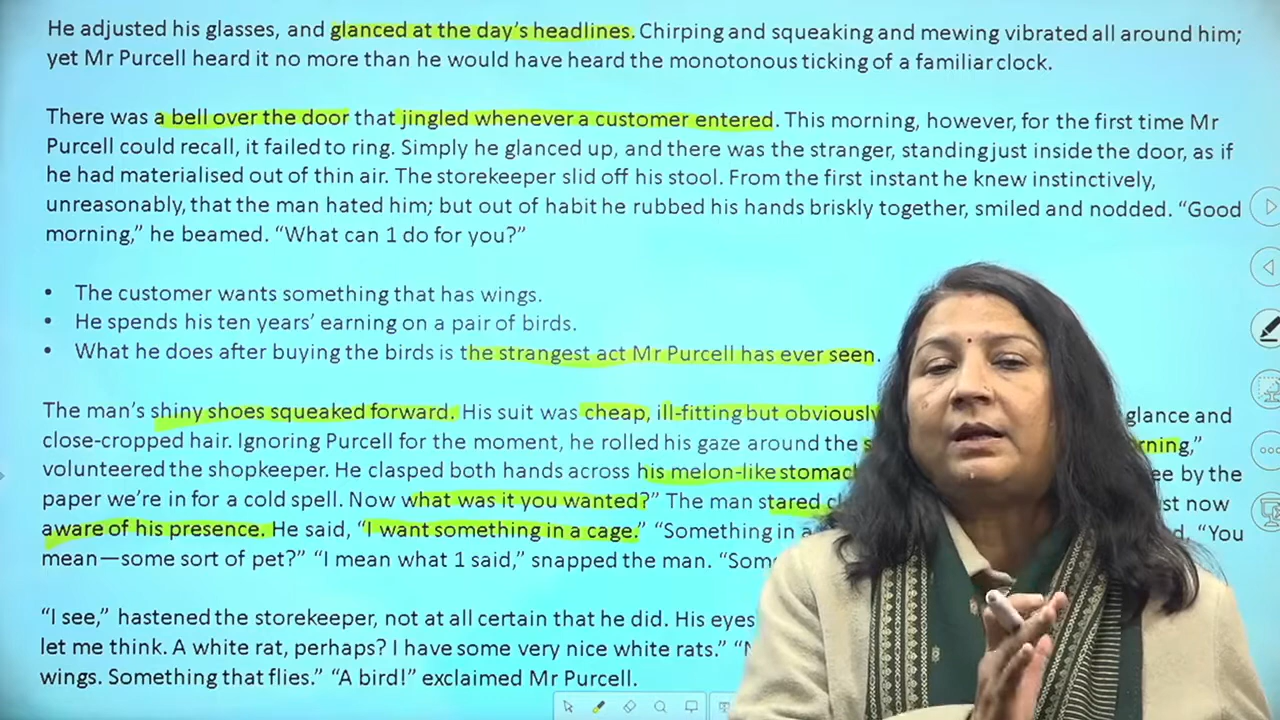 He adjusted his glasses, and glanced at the day’s headlines. Chirping and squeaking and mewing vibrated all around him;
yet Mr Purcell heard it no more than he would have heard the monotonous ticking of a familiar clock.
There was a bell over the door that jingled whenever a customer entered. This morning, however, for the first time Mr
Purcell could recall, it failed to ring. Simply he glanced up, and there was the stranger, standing just inside the door, as if
he had materialised out of thin air. The storekeeper slid off his stool. From the first instant he knew instinctively,
unreasonably, that the man hated him; but out of habit he rubbed his hands briskly together, smiled and nodded. “Good
morning,” he beamed. “What can 1 do for you?”
• The customer wants something that has wings.
• He spends his ten years’ earning on a pair of birds.
• What he does after buying the birds is the strangest act Mr Purcell has ever seen.
The man’s shiny shoes squeaked forward. His suit was cheap, ill-fitting but obviously glance and
close-cropped hair. Ignoring Purcell for the moment, he rolled his gaze around the
volunteered the shopkeeper. He clasped both hands across his melon-like by the
paper we’re in for a cold spell. Now what was it you wanted?” The man stared now
aware of his presence. He said, “I want something in a cage.” “Something in “You
mean—some sort of pet?” “I mean what 1 said,” snapped the man.
“I see,” hastened the storekeeper, not at all certain that he did. His eyes
let me think. A white rat, perhaps? I have some very nice white rats.”
wings. Something that flies.” “A bird!” exclaimed Mr Purcell.